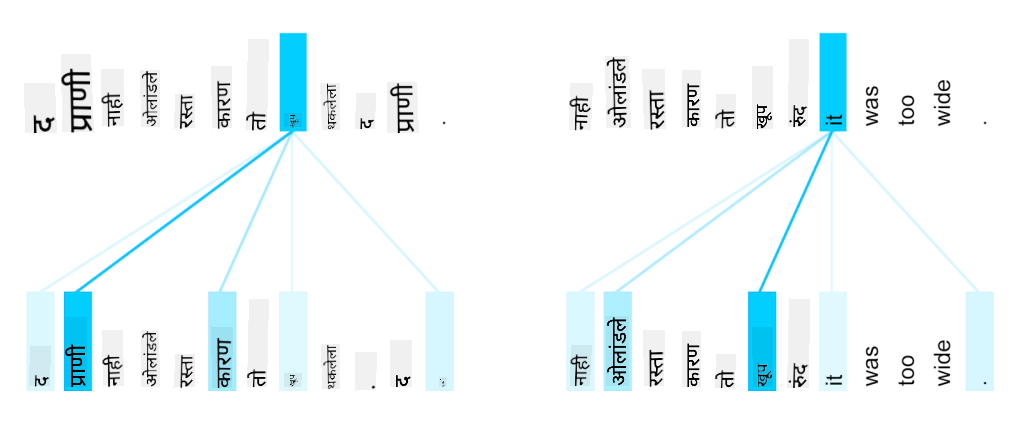 द प्राणी नाही ओलांडले रस्ता कारण तो खूप थकलेला द प्राणी .
नाही ओलांडले रस्ता कारण तो खूप रुंद it was too wide .
द प्राणी नाही ओलांडले रस्ता कारण तो खूप थकलेला . द
नाही ओलांडले रस्ता कारण तो खूप रुंद it was too wide .